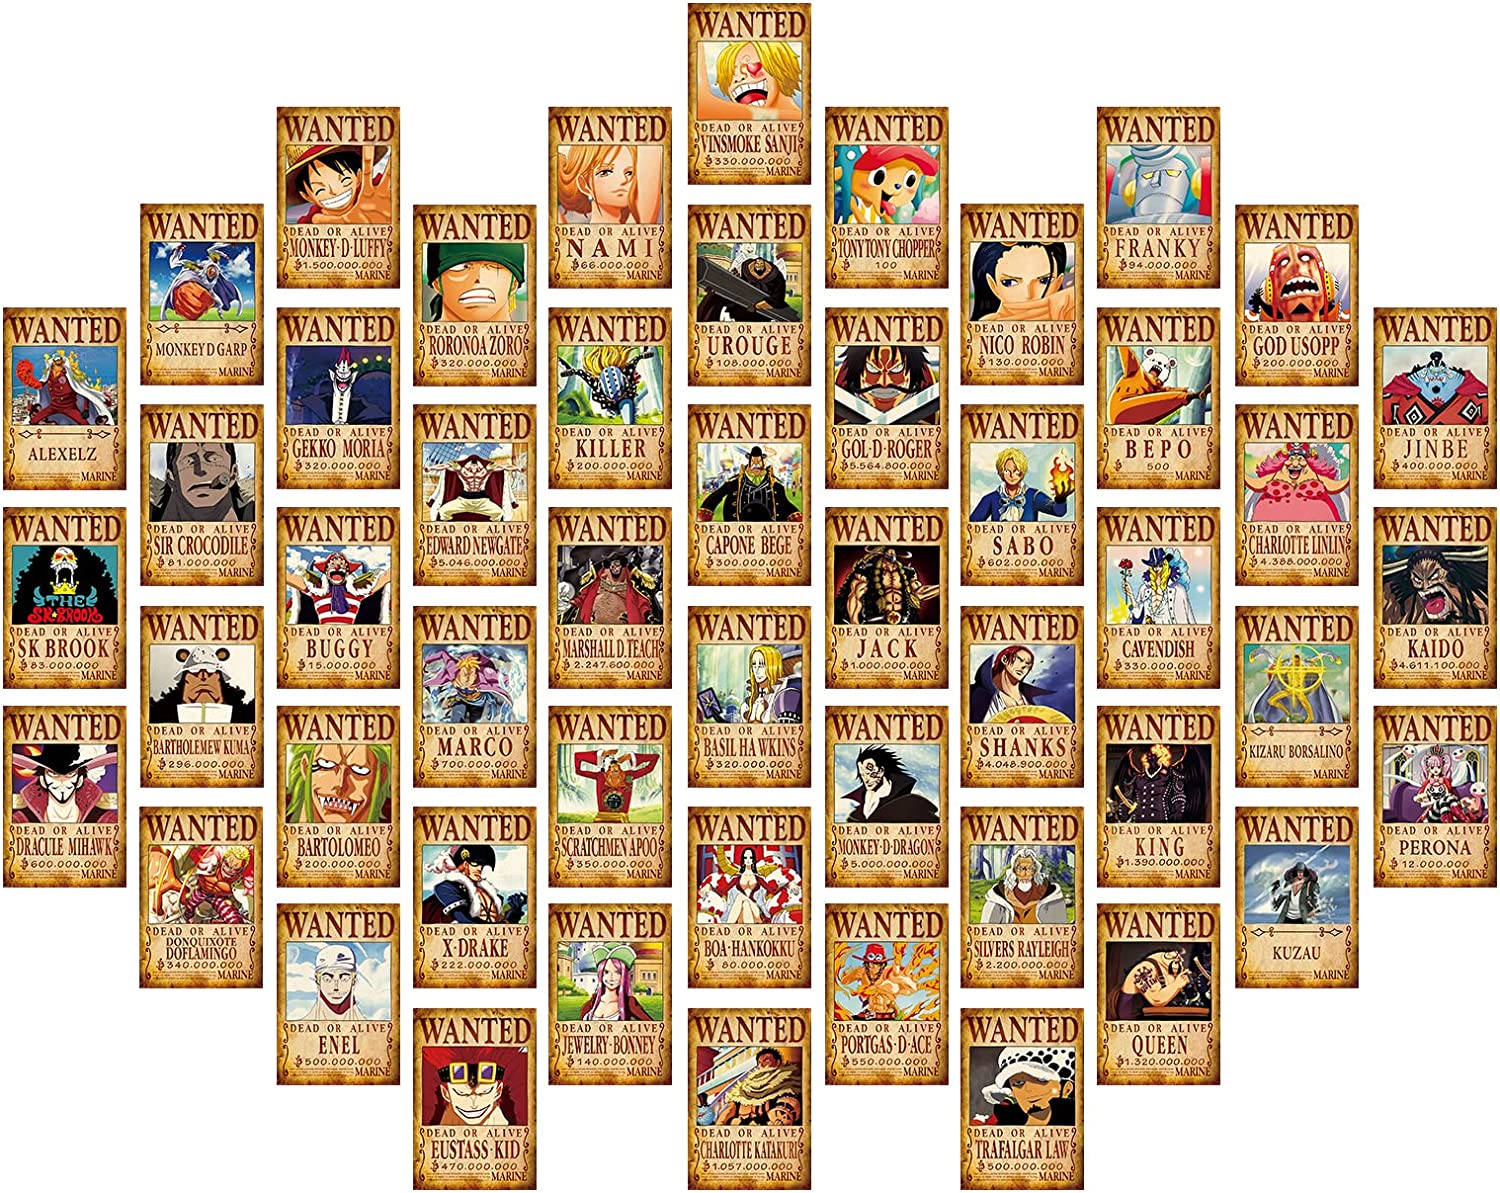 WANTED
DEAD OR ALIVE
VINSMOKE SANJI
฿330.000.000
MARINE
WANTED
DEAD OR ALIVE
MONKEY·D·LUFFY
฿1.500.000.000
MARINE
WANTED
DEAD OR ALIVE
NAMI
฿66.000.000
MARINE
WANTED
DEAD OR ALIVE
TONY TONY CHOPPER
฿100
MARINE
WANTED
DEAD OR ALIVE
FRANKY
฿94.000.000
MARINE
WANTED
MONKEY D GARP
MARINE
WANTED
DEAD OR ALIVE
RORONOA ZORO
฿320.000.000
MARINE
WANTED
DEAD OR ALIVE
UROUGE
฿108.000.000
MARINE
WANTED
DEAD OR ALIVE
NICO ROBIN
฿130.000.000
MARINE
WANTED
DEAD OR ALIVE
GOD USOPP
฿200.000.000
MARINE
WANTED
ALEXELZ
MARINE
WANTED
DEAD OR ALIVE
GEKKO MORIA
฿320.000.000
MARINE
WANTED
DEAD OR ALIVE
KILLER
฿200.000.000
MARINE
WANTED
DEAD OR ALIVE
GOL·D·ROGER
฿5.564.800.000
MARINE
WANTED
DEAD OR ALIVE
BEPO
฿500
MARINE
WANTED
DEAD OR ALIVE
JINBE
฿400.000.000
MARINE
WANTED
DEAD OR ALIVE
SIR CROCODILE
฿81.000.000
MARINE
WANTED
DEAD OR ALIVE
EDWARD NEWGATE
฿5.046.000.000
MARINE
WANTED
DEAD OR ALIVE
CAPONE BEGE
฿300.000.000
MARINE
WANTED
DEAD OR ALIVE
SABO
฿602.000.000
MARINE
WANTED
DEAD OR ALIVE
CHARLOTTE LINLIN
฿4.388.000.000
MARINE
WANTED
THE
SK·BROOK
DEAD OR ALIVE
SK BROOK
฿83.000.000
MARINE
WANTED
DEAD OR ALIVE
BUGGY
฿15.000.000
MARINE
WANTED
DEAD OR ALIVE
MARSHALL D. TEACH
฿2.247.600.000
MARINE
WANTED
DEAD OR ALIVE
JACK
฿1.000.000.000
MARINE
WANTED
DEAD OR ALIVE
CAVENDISH
฿330.000.000
MARINE
WANTED
DEAD OR ALIVE
KAIDO
฿4.611.100.000
MARINE
WANTED
DEAD OR ALIVE
BARTHOLEMEW KUMA
฿296.000.000
MARINE
WANTED
DEAD OR ALIVE
MARCO
฿700.000.000
MARINE
WANTED
DEAD OR ALIVE
BASIL HAWKINS
฿320.000.000
MARINE
WANTED
DEAD OR ALIVE
SHANKS
฿4.048.900.000
MARINE
WANTED
KIZARU BORSALINO
MARINE
WANTED
DEAD OR ALIVE
DRACULE MIHAWK
฿600.000.000
MARINE
WANTED
DEAD OR ALIVE
BARTOLOMEO
฿200.000.000
MARINE
WANTED
DEAD OR ALIVE
SCRATCHMEN APOO
฿350.000.000
MARINE
WANTED
DEAD OR ALIVE
MONKEY·D·DRAGON
฿5.000.000.000
MARINE
WANTED
DEAD OR ALIVE
KING
฿1.390.000.000
MARINE
WANTED
DEAD OR ALIVE
PERONA
฿12.000.000
MARINE
WANTED
DEAD OR ALIVE
DONQUIXOTE
DOFLAMINGO
฿340.000.000
MARINE
WANTED
DEAD OR ALIVE
X·DRAKE
฿222.000.000
MARINE
WANTED
DEAD OR ALIVE
BOA·HANKOKKU
฿80.000.000
MARINE
WANTED
DEAD OR ALIVE
SILVERS RAYLEIGH
฿2.200.000.000
MARINE
WANTED
KUZAU
MARINE
WANTED
DEAD OR ALIVE
ENEL
฿500.000.000
MARINE
WANTED
DEAD OR ALIVE
JEWELRY·BONNEY
฿140.000.000
MARINE
WANTED
DEAD OR ALIVE
PORTGAS·D·ACE
฿550.000.000
MARINE
WANTED
DEAD OR ALIVE
QUEEN
฿1.320.000.000
MARINE
WANTED
DEAD OR ALIVE
EUSTASS·KID
฿470.000.000
MARINE
WANTED
DEAD OR ALIVE
CHARLOTTE KATAKURI
฿1.057.000.000
MARINE
WANTED
DEAD OR ALIVE
TRAFALGAR LAW
฿500.000.000
MARINE